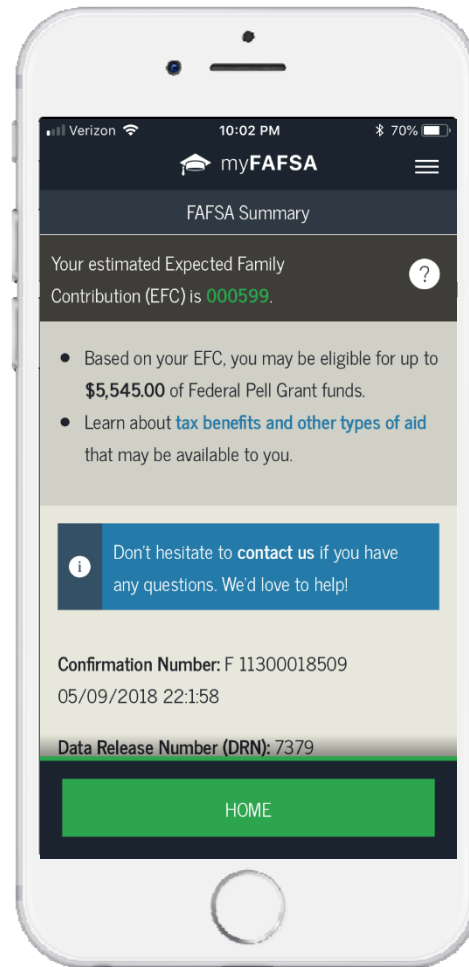 Verizon 10:02 PM 70%
myFAFSA
FAFSA Summary
Your estimated Expected Family
Contribution (EFC) is 000599.
?
• Based on your EFC, you may be eligible for up to
$5,545.00 of Federal Pell Grant funds.
• Learn about tax benefits and other types of aid
that may be available to you.
i
Don't hesitate to contact us if you have
any questions. We'd love to help!
Confirmation Number: F 11300018509
05/09/2018 22:1:58
Data Release Number (DRN): 7379
HOME